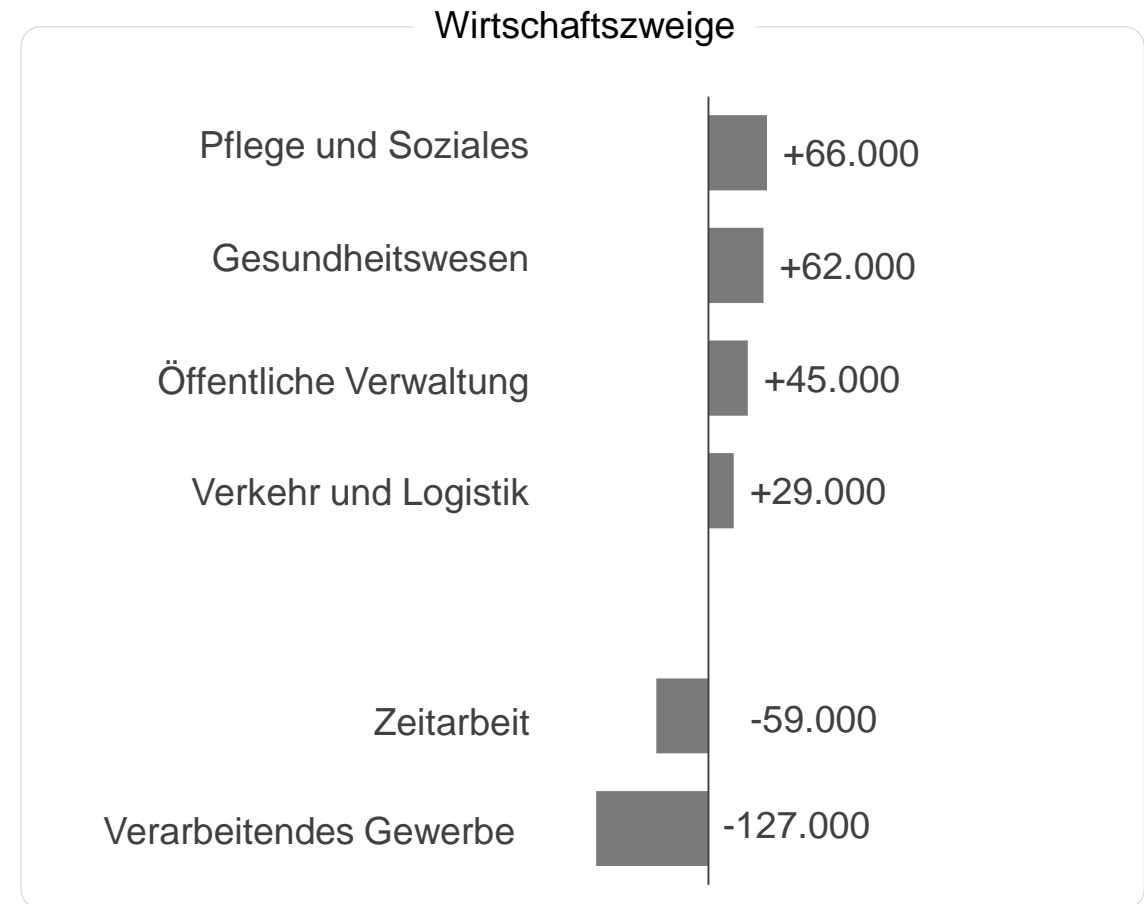 Wirtschaftszweige
Pflege und Soziales +66.000
Gesundheitswesen +62.000
Öffentliche Verwaltung +45.000
Verkehr und Logistik +29.000
Zeitarbeit -59.000
Verarbeitendes Gewerbe -127.000